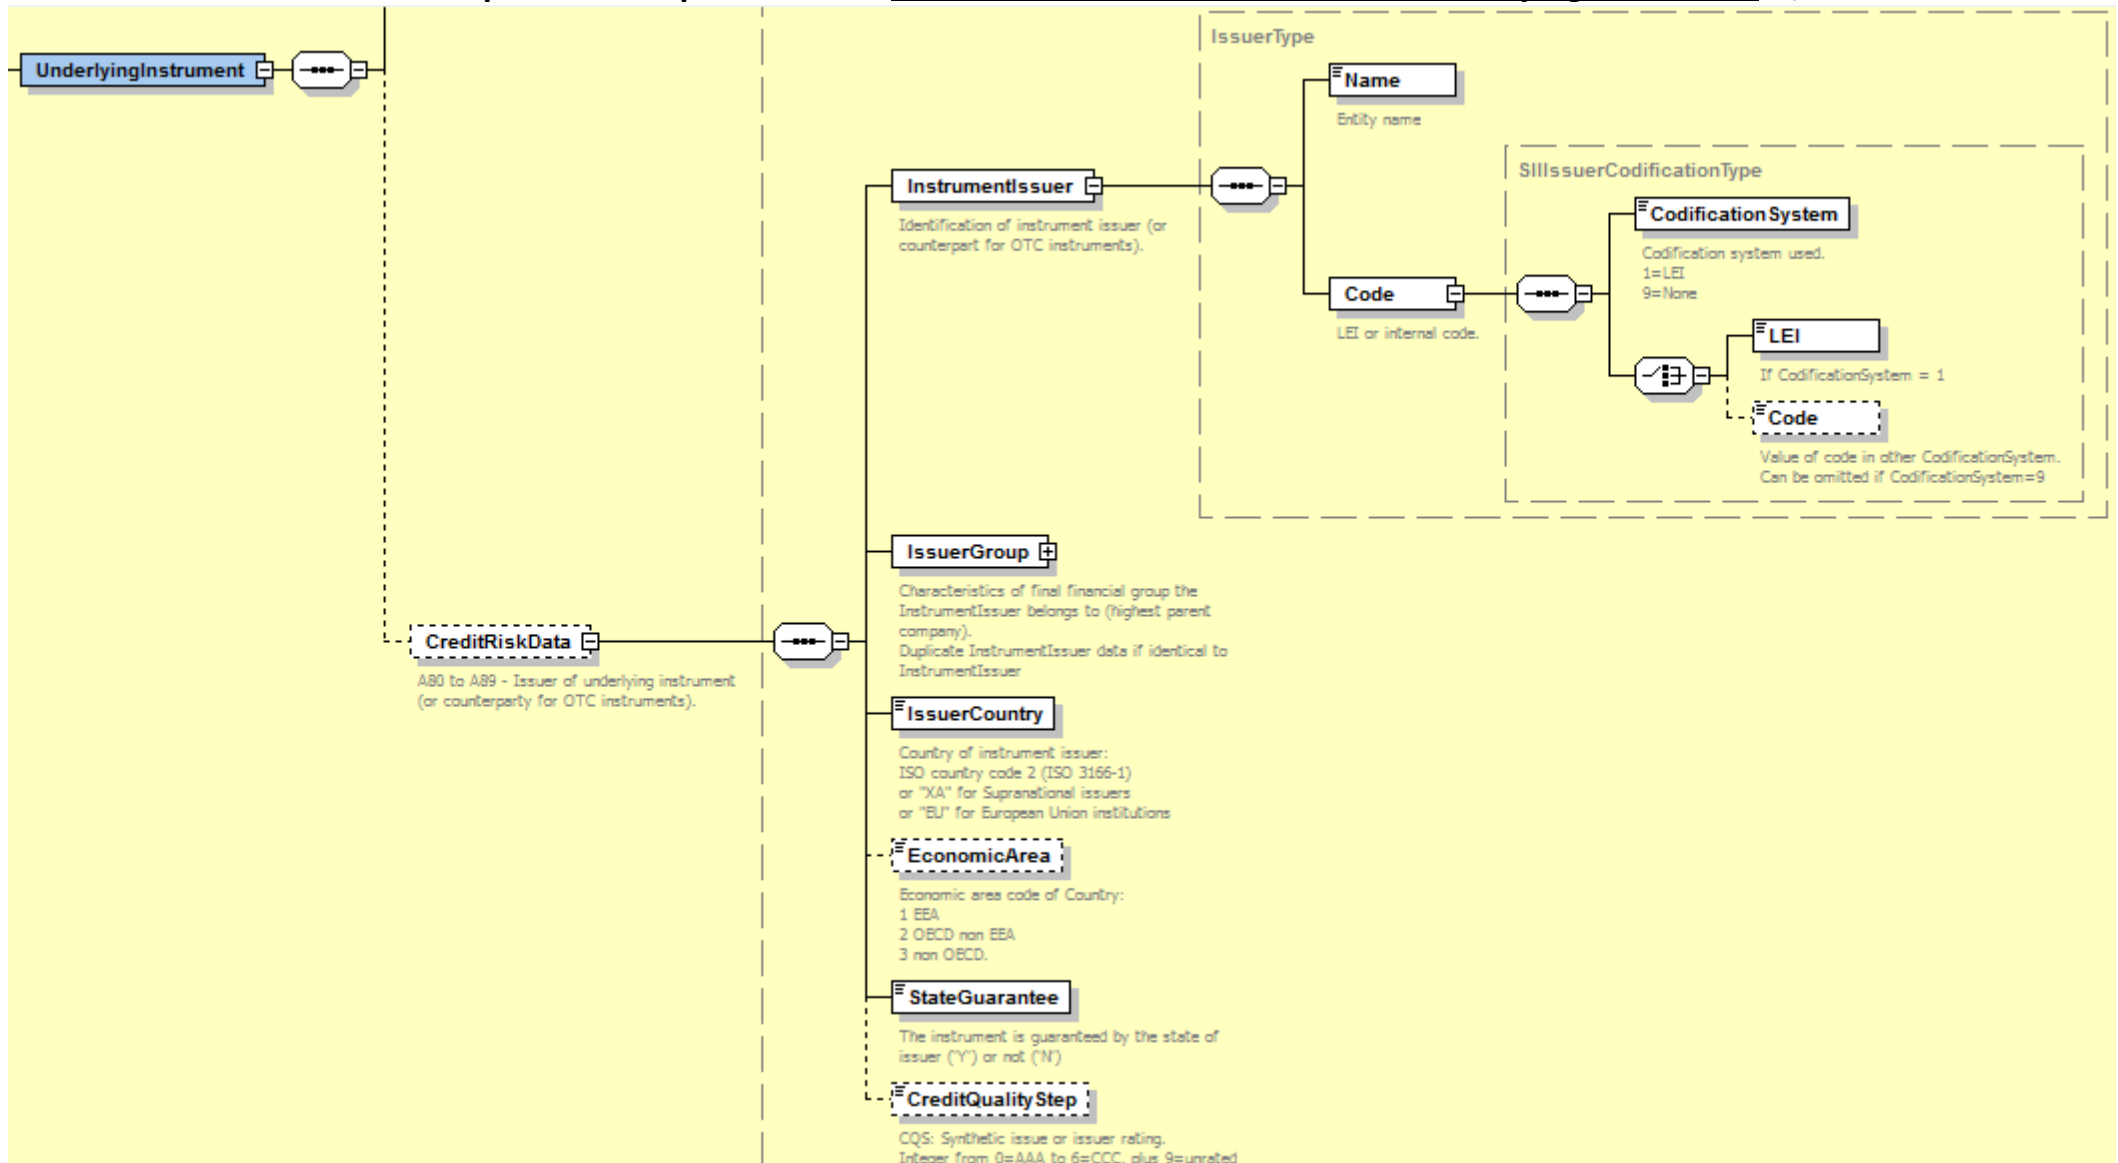 IssuerType
UnderlyingInstrument
Name
Entity name
SIIIssuerCodificationType
InstrumentIssuer
Identification of instrument issuer (or
counterpart for OTC instruments).
CodificationSystem
Codification system used.
1=LEI
9=None
Code
LEI or internal code.
LEI
If CodificationSystem = 1
Code
Value of code in other CodificationSystem.
Can be omitted if CodificationSystem=9
IssuerGroup
Characteristics of final financial group the
InstrumentIssuer belongs to (highest parent
company).
Duplicate InstrumentIssuer data if identical to
InstrumentIssuer
CreditRiskData
A80 to A89 - Issuer of underlying instrument
(or counterparty for OTC instruments).
IssuerCountry
Country of instrument issuer:
ISO country code 2 (ISO 3166-1)
or "XA" for Supranational issuers
or "EU" for European Union institutions
EconomicArea
Economic area code of Country:
1 EEA
2 OECD non EEA
3 non OECD.
StateGuarantee
The instrument is guaranteed by the state of
issuer ('Y') or not ('N')
CreditQualityStep
CQS: Synthetic issue or issuer rating.
Integer from 0=AAA to 6=CCC, plus 9=unrated